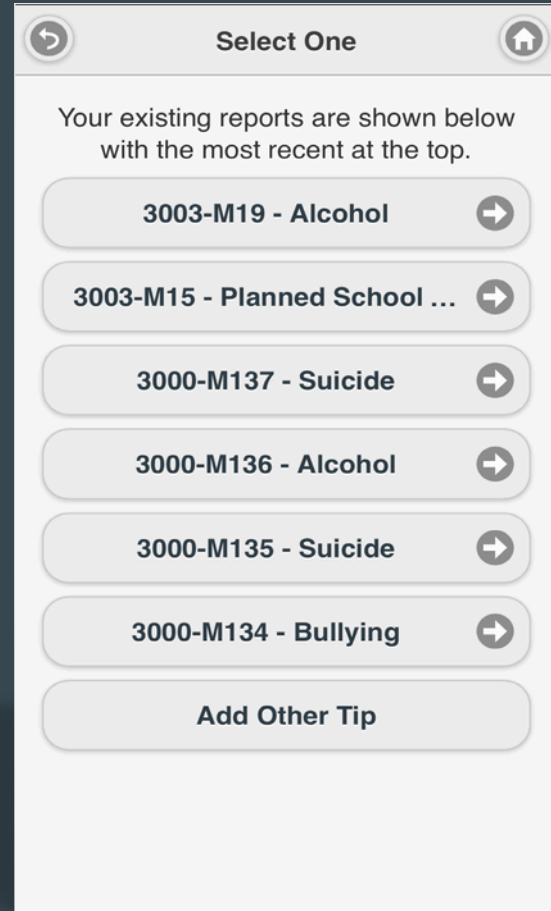 Select One
Your existing reports are shown below
with the most recent at the top.
3003-M19 - Alcohol
3003-M15 - Planned School ...
3000-M137 - Suicide
3000-M136 - Alcohol
3000-M135 - Suicide
3000-M134 - Bullying
Add Other Tip